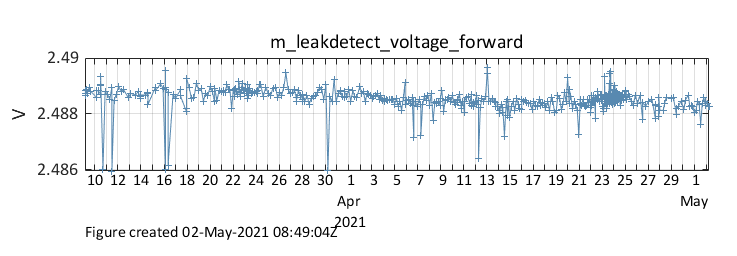 m_leakdetect_voltage_forward
2.49
2.488
2.486
V
10 12 14 16 18 20 22 24 26 28 30 1 3 5 7 9 11 13 15 17 19 21 23 25 27 29 1
Apr May
2021
Figure created 02-May-2021 08:49:04Z